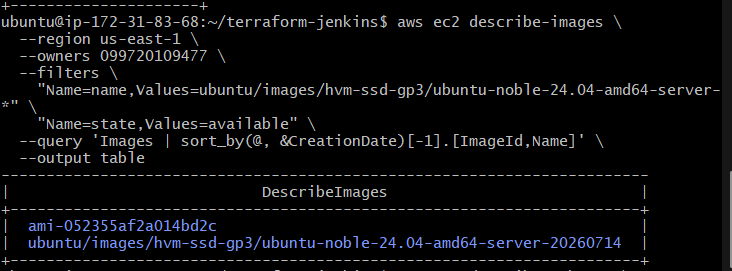 +--------------------+
ubuntu@ip-172-31-83-68:~/terraform-jenkins$ aws ec2 describe-images \
  --region us-east-1 \
  --owners 099720109477 \
  --filters \
    "Name=name,Values=ubuntu/images/hvm-ssd-gp3/ubuntu-noble-24.04-amd64-server-
*" \
    "Name=state,Values=available" \
  --query 'Images | sort_by(@, &CreationDate)[-1].[ImageId,Name]' \
  --output table
-------------------------------------------------------------------
|                         DescribeImages                          |
+-----------------------------------------------------------------+
|  ami-052355af2a014bd2c                                          |
|  ubuntu/images/hvm-ssd-gp3/ubuntu-noble-24.04-amd64-server-20260714  |
+-----------------------------------------------------------------+